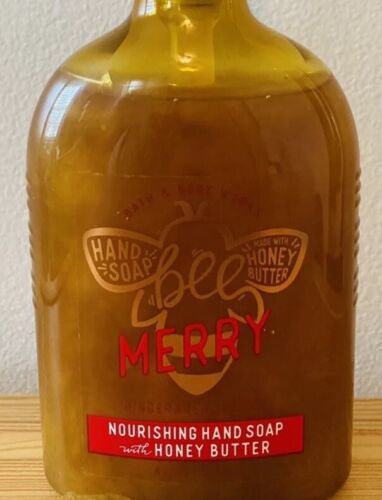 BATH & BODY WORKS
HAND SOAP
MADE WITH HONEY BUTTER
bee
MERRY
NOURISHING HAND SOAP
with HONEY BUTTER